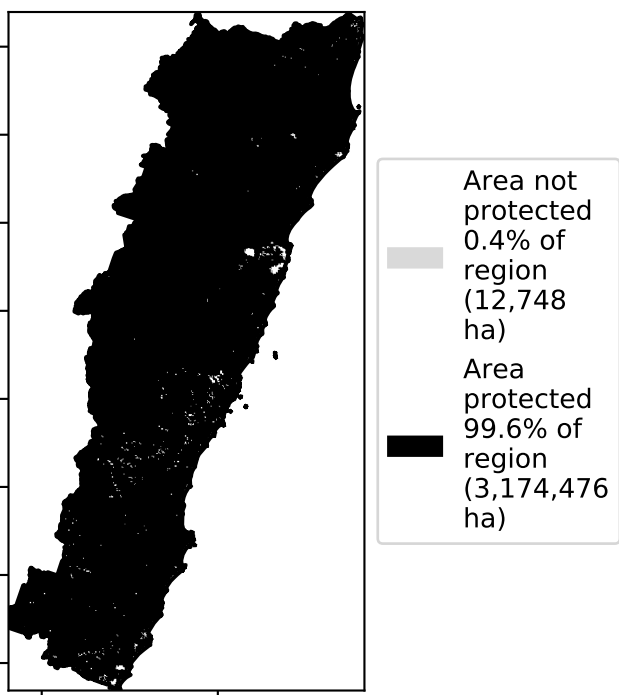 Area not
protected
0.4% of
region
(12,748
ha)
Area
protected
99.6% of
region
(3,174,476
ha)